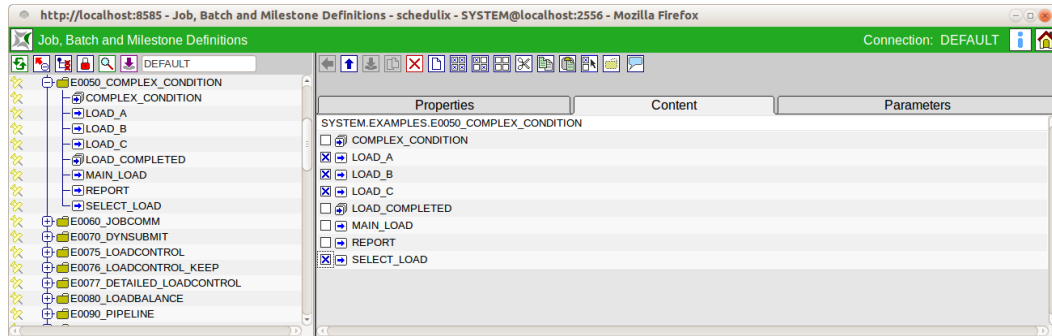 http://localhost:8585 - Job, Batch and Milestone Definitions - schedulix - SYSTEM@localhost:2556 - Mozilla Firefox
Job, Batch and Milestone Definitions
Connection: DEFAULT
DEFAULT
E0050_COMPLEX_CONDITION
COMPLEX_CONDITION
LOAD_A
LOAD_B
LOAD_C
LOAD_COMPLETED
MAIN_LOAD
REPORT
SELECT_LOAD
E0060_JOBCOMM
E0070_DYNSUBMIT
E0075_LOADCONTROL
E0076_LOADCONTROL_KEEP
E0077_DETAILED_LOADCONTROL
E0080_LOADBALANCE
E0090_PIPELINE
Properties
Content
Parameters
SYSTEM.EXAMPLES.E0050_COMPLEX_CONDITION
COMPLEX_CONDITION
LOAD_A
LOAD_B
LOAD_C
LOAD_COMPLETED
MAIN_LOAD
REPORT
SELECT_LOAD